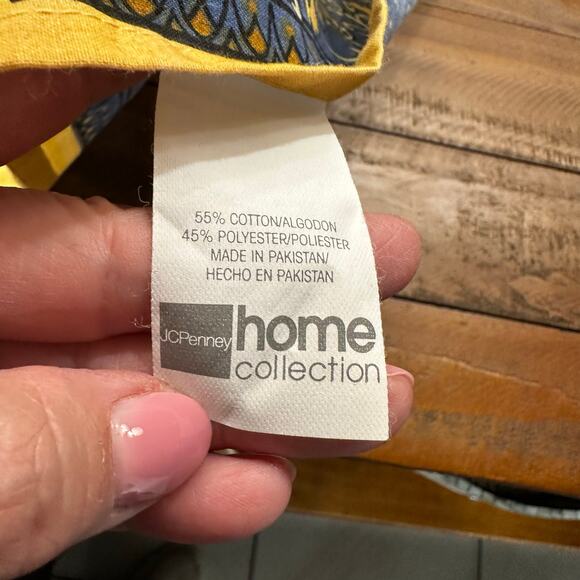 55% COTTON/ALGODON
45% POLYESTER/POLIESTER
MADE IN PAKISTAN/
HECHO EN PAKISTAN
JCPenney home
collection